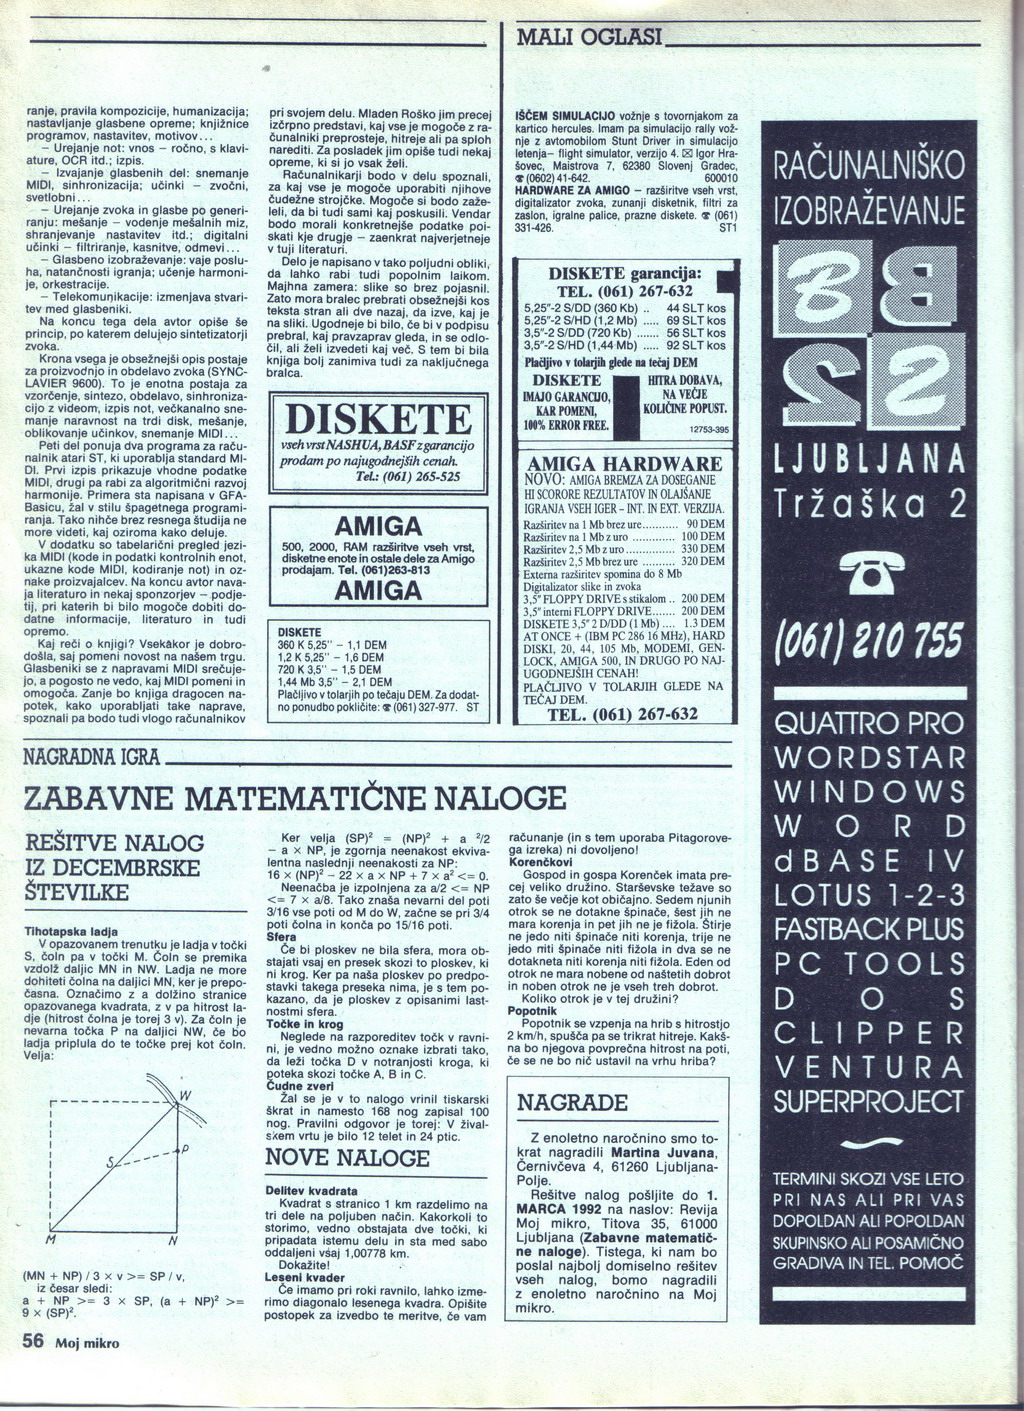 MALI OGLASI
ranje, pravila kompozicije, humanizacija;
nastavljanje glasbene opreme; knjižnice
programov, nastavitev, motivov...
– Urejanje not: vnos – ročno, s klavi-
ature, OCR itd.; izpis.
– Izvajanje glasbenih del: snemanje
MIDI, sinhronizacija; učinki – zvočni,
svetlobni...
– Urejanje zvoka in glasbe po generi-
ranju: mešanje – vodenje mešalnih miz,
shranjevanje nastavitev itd.; digitalni
učinki – filtriranje, kasnitve, odmevi...
– Glasbeno izobraževanje: vaje poslu-
ha, natančnosti igranja; učenje harmoni-
je, orkestracije.
– Telekomunikacije: izmenjava stvari-
tev med glasbeniki.
Na koncu tega dela avtor opiše še
princip, po katerem delujejo sintetizatorji
zvoka.
Krona vsega je obsežnejši opis postaje
za proizvodnjo in obdelavo zvoka (SYNC-
LAVIER 9600). To je enotna postaja za
vzorčenje, sintezo, obdelavo, sinhroniza-
cijo z videom, izpis not, večkanalno sne-
manje naravnost na trdi disk, mešanje,
oblikovanje učinkov, snemanje MIDI...
Peti del ponuja dva programa za raču-
nalnik atari ST, ki uporablja standard MI-
DI. Prvi izpis prikazuje vhodne podatke
MIDI, drugi pa rabi za algoritmični razvoj
harmonije. Primera sta napisana v GFA-
Basicu, žal v stilu špagetnega programi-
ranja. Tako nihče brez resnega študija ne
more videti, kaj oziroma kako deluje.
V dodatku so tabelarični pregled jezi-
ka MIDI (kode in podatki kontrolnih enot,
ukazne kode MIDI, kodiranje not) in oz-
nake proizvajalcev. Na koncu avtor nava-
ja literaturo in nekaj sponzorjev – podje-
tij, pri katerih bi bilo mogoče dobiti do-
datne informacije, literaturo in tudi
opremo.
Kaj reči o knjigi? Vsekakor je dobro-
došla, saj pomeni novost na našem trgu.
Glasbeniki se z napravami MIDI srečuje-
jo, a pogosto ne vedo, kaj MIDI pomeni in
omogoča. Zanje bo knjiga dragocen na-
potek, kako uporabljati take naprave,
spoznali pa bodo tudi vlogo računalnikov
pri svojem delu. Mladen Roško jim precej
izčrpno predstavi, kaj vse je mogoče z ra-
čunalniki preprosteje, hitreje ali pa sploh
narediti. Za posladek jim opiše tudi nekaj
opreme, ki si jo vsak želi.
Računalnikarji bodo v delu spoznali,
za kaj vse je mogoče uporabiti njihove
čudežne strojčke. Mogoče si bodo zaže-
leli, da bi tudi sami kaj poskusili. Vendar
bodo morali konkretnejše podatke poi-
skati kje drugje – zaenkrat najverjetneje
v tuji literaturi.
Delo je napisano v tako poljudni obliki,
da lahko rabi tudi popolnim laikom.
Majhna zamera: slike so brez pojasnil.
Zato mora bralec prebrati obsežnejši kos
teksta stran ali dve nazaj, da izve, kaj je
na sliki. Ugodneje bi bilo, če bi v podpisu
prebral, kaj pravzaprav gleda, in se odlo-
čil, ali želi izvedeti kaj več. S tem bi bila
knjiga bolj zanimiva tudi za naključnega
bralca.
DISKETE
vseh vrst NASHUA, BASF z garancijo
prodam po najugodnejših cenah.
Tel.: (061) 265-525
AMIGA
500, 2000, RAM razširitve vseh vrst,
disketne enote in ostale dele za Amigo
prodajam. Tel. (061)263-813
AMIGA
DISKETE
360 K 5,25" – 1,1 DEM
1,2 K 5,25" – 1,6 DEM
720 K 3,5" – 1,5 DEM
1,44 Mb 3,5" – 2,1 DEM
Plačljivo v tolarjih po tečaju DEM. Za dodat-
no ponudbo pokličite: ☎ (061) 327-977. ST
IŠČEM SIMULACIJO vožnje s tovornjakom za
kartico hercules. Imam pa simulacijo rally vož-
nje z avtomobilom Stunt Driver in simulacijo
letenja– flight simulator, verzijo 4. ✉ Igor Hra-
šovec, Maistrova 7, 62380 Slovenj Gradec,
☎ (0602) 41-642. 600010
HARDWARE ZA AMIGO – razširitve vseh vrst,
digitalizator zvoka, zunanji disketnik, filtri za
zaslon, igralne palice, prazne diskete. ☎ (061)
331-426. ST1
DISKETE garancija:
TEL. (061) 267-632
5,25"-2 S/DD (360 Kb) .. 44 SLT kos
5,25"-2 S/HD (1,2 Mb) ..... 69 SLT kos
3,5"-2 S/DD (720 Kb) ...... 56 SLT kos
3,5"-2 S/HD (1,44 Mb) ..... 92 SLT kos
Plačljivo v tolarjih glede na tečaj DEM
DISKETE
IMAJO GARANCIJO,
KAR POMENI,
100% ERROR FREE.
HITRA DOBAVA,
NA VEČJE
KOLIČINE POPUST.
12753-395
AMIGA HARDWARE
NOVO: AMIGA BREMZA ZA DOSEGANJE
HI SCORORE REZULTATOV IN OLAJŠANJE
IGRANJA VSEH IGER - INT. IN EXT. VERZIJA.
Razširitev na 1 Mb brez ure........... 90 DEM
Razširitev na 1 Mb z uro ............. 100 DEM
Razširitev 2,5 Mb z uro............... 330 DEM
Razširitev 2,5 Mb brez ure .......... 320 DEM
Externa razširitev spomina do 8 Mb
Digitalizator slike in zvoka
3,5" FLOPPY DRIVE s stikalom .. 200 DEM
3,5" interni FLOPPY DRIVE....... 200 DEM
DISKETE 3,5" 2 D/DD (1 Mb) .... 1.3 DEM
AT ONCE + (IBM PC 286 16 MHz), HARD
DISKI, 20, 44, 105 Mb, MODEMI, GEN-
LOCK, AMIGA 500, IN DRUGO PO NAJ-
UGODNEJŠIH CENAH!
PLAČLJIVO V TOLARJIH GLEDE NA
TEČAJ DEM.
TEL. (061) 267-632
RAČUNALNIŠKO
IZOBRAŽEVANJE
B B
2 S
LJUBLJANA
Tržaška 2
(061) 210 755
QUATTRO PRO
WORDSTAR
WINDOWS
WORD
dBASE IV
LOTUS 1-2-3
FASTBACK PLUS
PC TOOLS
DOS
CLIPPER
VENTURA
SUPERPROJECT
TERMINI SKOZI VSE LETO
PRI NAS ALI PRI VAS
DOPOLDAN ALI POPOLDAN
SKUPINSKO ALI POSAMIČNO
GRADIVA IN TEL. POMOČ
NAGRADNA IGRA
ZABAVNE MATEMATIČNE NALOGE
REŠITVE NALOG
IZ DECEMBRSKE
ŠTEVILKE
Tihotapska ladja
V opazovanem trenutku je ladja v točki
S, čoln pa v točki M. Čoln se premika
vzdolž daljic MN in NW. Ladja ne more
dohiteti čolna na daljici MN, ker je prepo-
časna. Označimo z a dolžino stranice
opazovanega kvadrata, z v pa hitrost la-
dje (hitrost čolna je torej 3 v). Za čoln je
nevarna točka P na daljici NW, če bo
ladja priplula do te točke prej kot čoln.
Velja:
W
S
P
M N
(MN + NP) / 3 x v >= SP / v,
iz česar sledi:
a + NP >= 3 x SP, (a + NP)² >=
9 x (SP)².
Ker velja (SP)² = (NP)² + a ²/2
– a x NP, je zgornja neenakost ekviva-
lentna naslednji neenakosti za NP:
16 x (NP)² – 22 x a x NP + 7 x a² <= 0.
Neenačba je izpolnjena za a/2 <= NP
<= 7 x a/8. Tako znaša nevarni del poti
3/16 vse poti od M do W, začne se pri 3/4
poti čolna in konča po 15/16 poti.
Sfera
Če bi ploskev ne bila sfera, mora ob-
stajati vsaj en presek skozi to ploskev, ki
ni krog. Ker pa naša ploskev po predpo-
stavki takega preseka nima, je s tem po-
kazano, da je ploskev z opisanimi last-
nostmi sfera.
Točke in krog
Neglede na razporeditev točk v ravni-
ni, je vedno možno oznake izbrati tako,
da leži točka D v notranjosti kroga, ki
poteka skozi točke A, B in C.
Čudne zveri
Žal se je v to nalogo vrinil tiskarski
škrat in namesto 168 nog zapisal 100
nog. Pravilni odgovor je torej: V žival-
skem vrtu je bilo 12 telet in 24 ptic.
NOVE NALOGE
Delitev kvadrata
Kvadrat s stranico 1 km razdelimo na
tri dele na poljuben način. Kakorkoli to
storimo, vedno obstajata dve točki, ki
pripadata istemu delu in sta med sabo
oddaljeni vsaj 1,00778 km.
Dokažite!
Leseni kvader
Če imamo pri roki ravnilo, lahko izme-
rimo diagonalo lesenega kvadra. Opišite
postopek za izvedbo te meritve, če vam
računanje (in s tem uporaba Pitagorove-
ga izreka) ni dovoljeno!
Korenčkovi
Gospod in gospa Korenček imata pre-
cej veliko družino. Starševske težave so
zato še večje kot običajno. Sedem njunih
otrok se ne dotakne špinače, šest jih ne
mara korenja in pet jih ne je fižola. Štirje
ne jedo niti špinače niti korenja, trije ne
jedo niti špinače niti fižola in dva se ne
dotakneta niti korenja niti fižola. Eden od
otrok ne mara nobene od naštetih dobrot
in noben otrok ne je vseh treh dobrot.
Koliko otrok je v tej družini?
Popotnik
Popotnik se vzpenja na hrib s hitrostjo
2 km/h, spušča pa se trikrat hitreje. Kakš-
na bo njegova povprečna hitrost na poti,
če se ne bo nič ustavil na vrhu hriba?
NAGRADE
Z enoletno naročnino smo to-
krat nagradili Martina Juvana,
Černivčeva 4, 61260 Ljubljana-
Polje.
Rešitve nalog pošljite do 1.
MARCA 1992 na naslov: Revija
Moj mikro, Titova 35, 61000
Ljubljana (Zabavne matematič-
ne naloge). Tistega, ki nam bo
poslal najbolj domiselno rešitev
vseh nalog, bomo nagradili
z enoletno naročnino na Moj
mikro.
56 Moj mikro